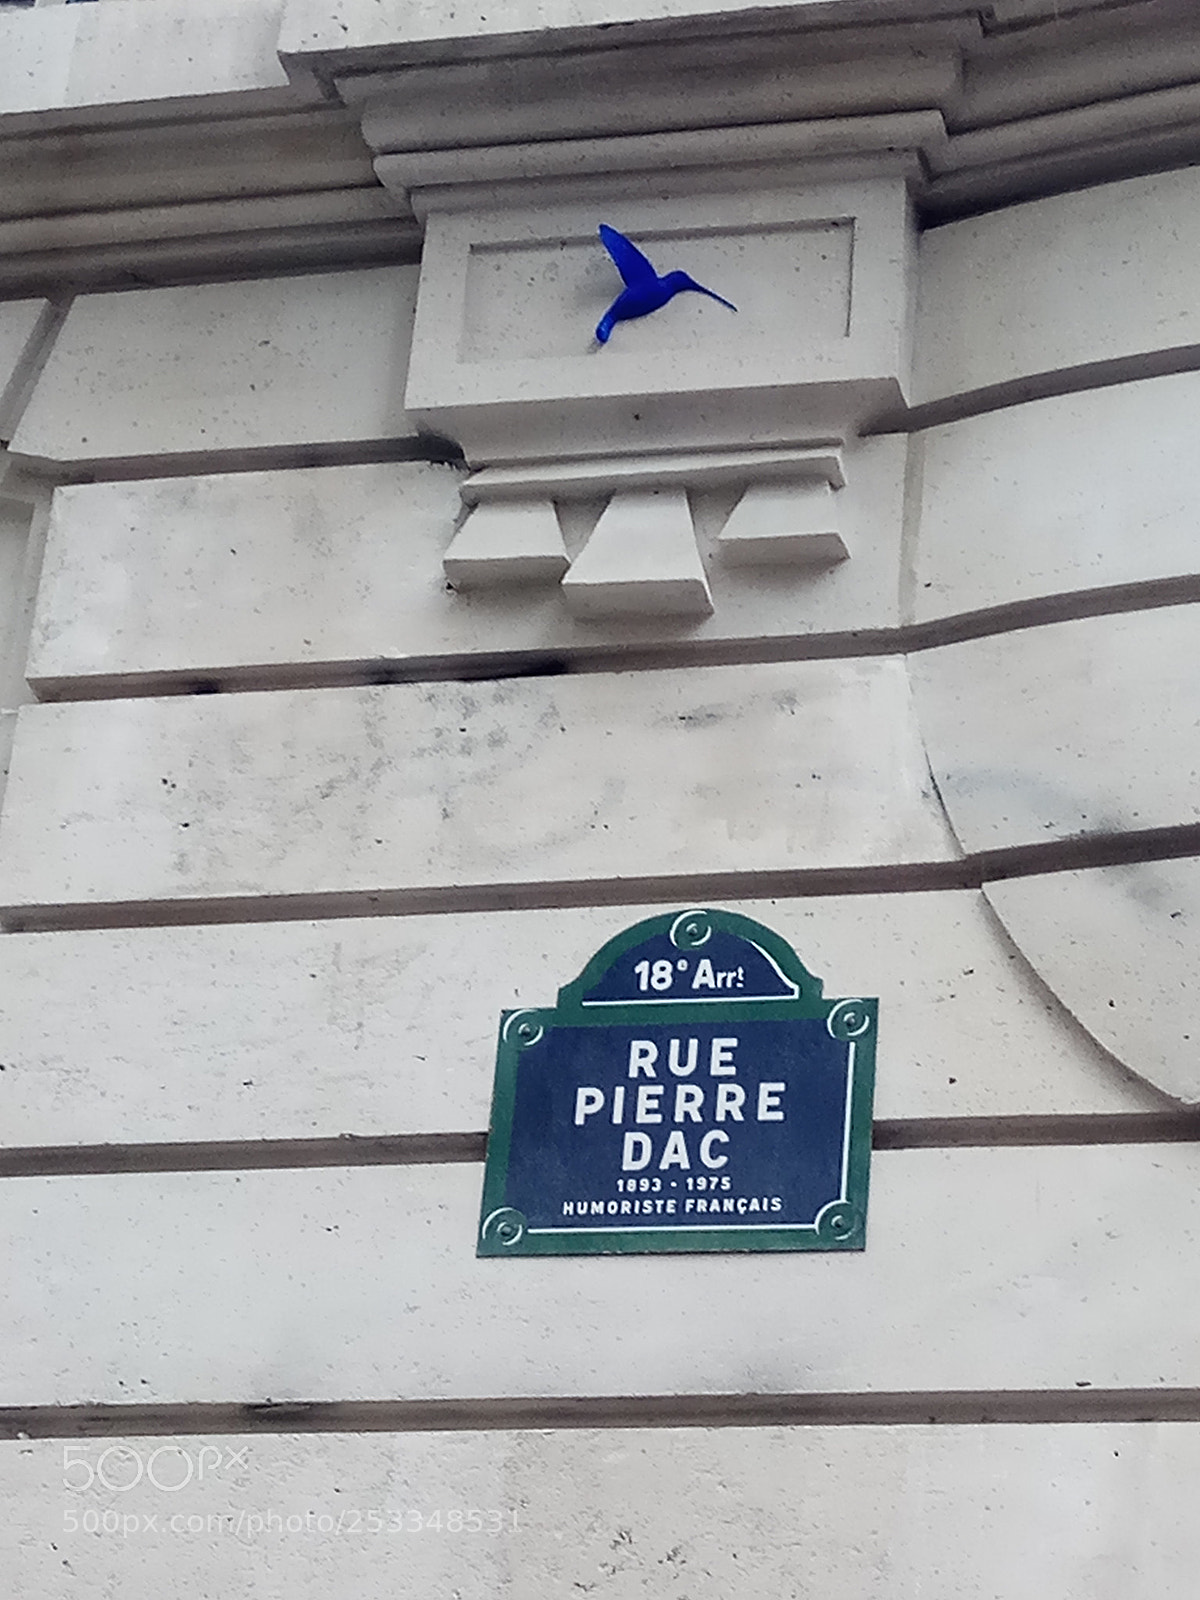 18e Arrt
RUE
PIERRE
DAC
1893 - 1975
HUMORISTE FRANÇAIS
500px
500px.com/photo/253348531